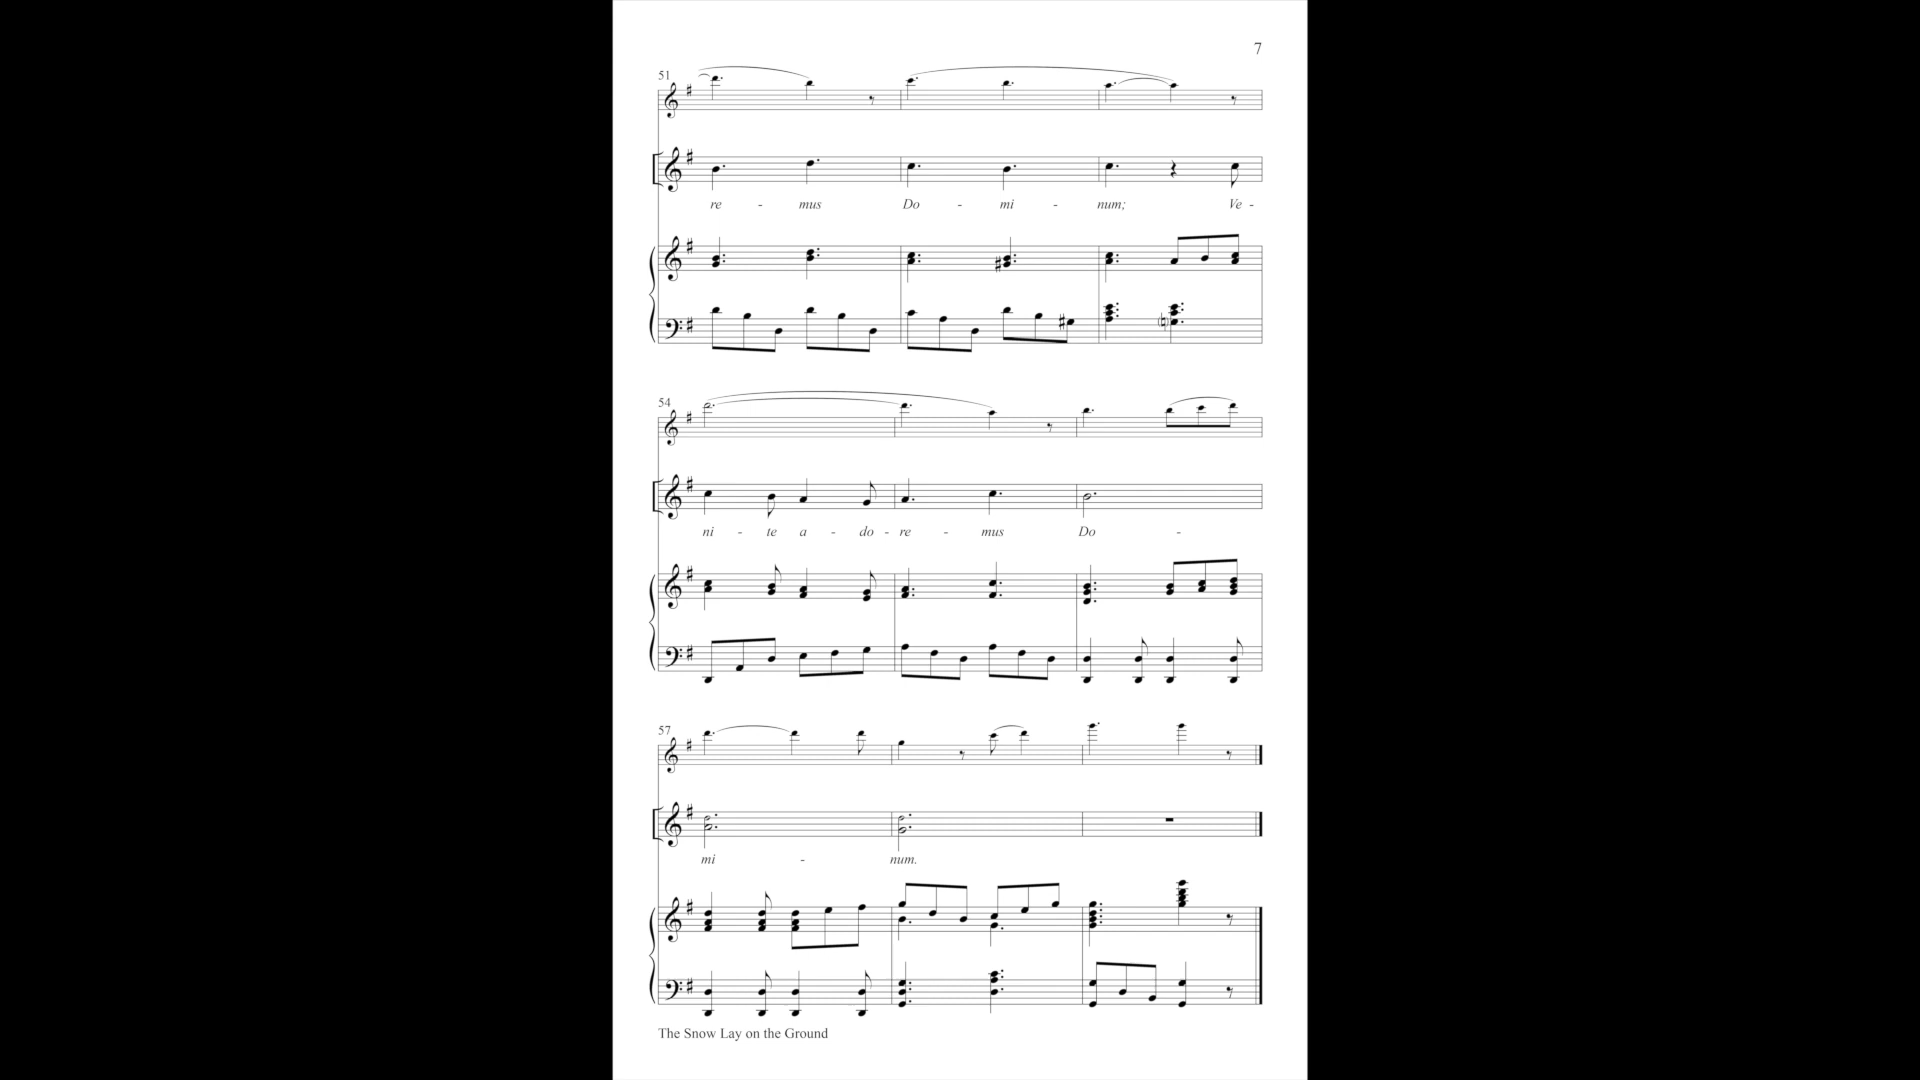 7
51
re - mus Do - mi - num; Ve -
54
ni - te a - do - re - mus Do -
57
mi - num.
The Snow Lay on the Ground